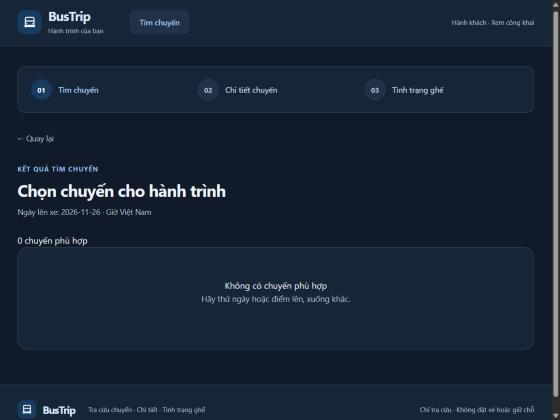 BusTrip
Hành trình của bạn
Tìm chuyến
Hành khách · Xem công khai
01 Tìm chuyến
02 Chi tiết chuyến
03 Tình trạng ghế
← Quay lại
KẾT QUẢ TÌM CHUYẾN
Chọn chuyến cho hành trình
Ngày lên xe: 2026-11-26 · Giờ Việt Nam
0 chuyến phù hợp
Không có chuyến phù hợp
Hãy thử ngày hoặc điểm lên, xuống khác.
BusTrip
Tra cứu chuyến · Chi tiết · Tình trạng ghế
Chỉ tra cứu · Không đặt vé hoặc giữ chỗ